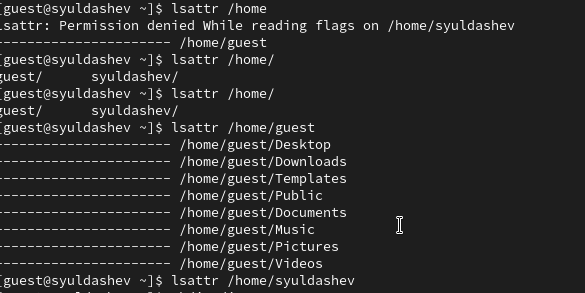 [guest@syuldashev ~]$ lsattr /home
lsattr: Permission denied While reading flags on /home/syuldashev
---------------------- /home/guest
[guest@syuldashev ~]$ lsattr /home/
guest/      syuldashev/
[guest@syuldashev ~]$ lsattr /home/
guest/      syuldashev/
[guest@syuldashev ~]$ lsattr /home/guest
---------------------- /home/guest/Desktop
---------------------- /home/guest/Downloads
---------------------- /home/guest/Templates
---------------------- /home/guest/Public
---------------------- /home/guest/Documents
---------------------- /home/guest/Music
---------------------- /home/guest/Pictures
---------------------- /home/guest/Videos
[guest@syuldashev ~]$ lsattr /home/syuldashev